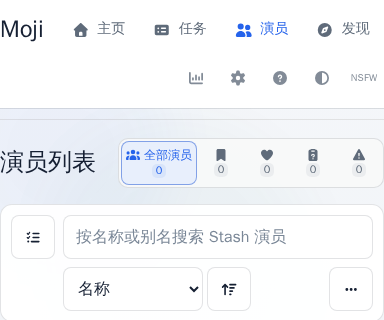 Moji 主页 任务 演员 发现
NSFW
演员列表 全部演员
0 0 0 0 0
按名称或别名搜索 Stash 演员
名称